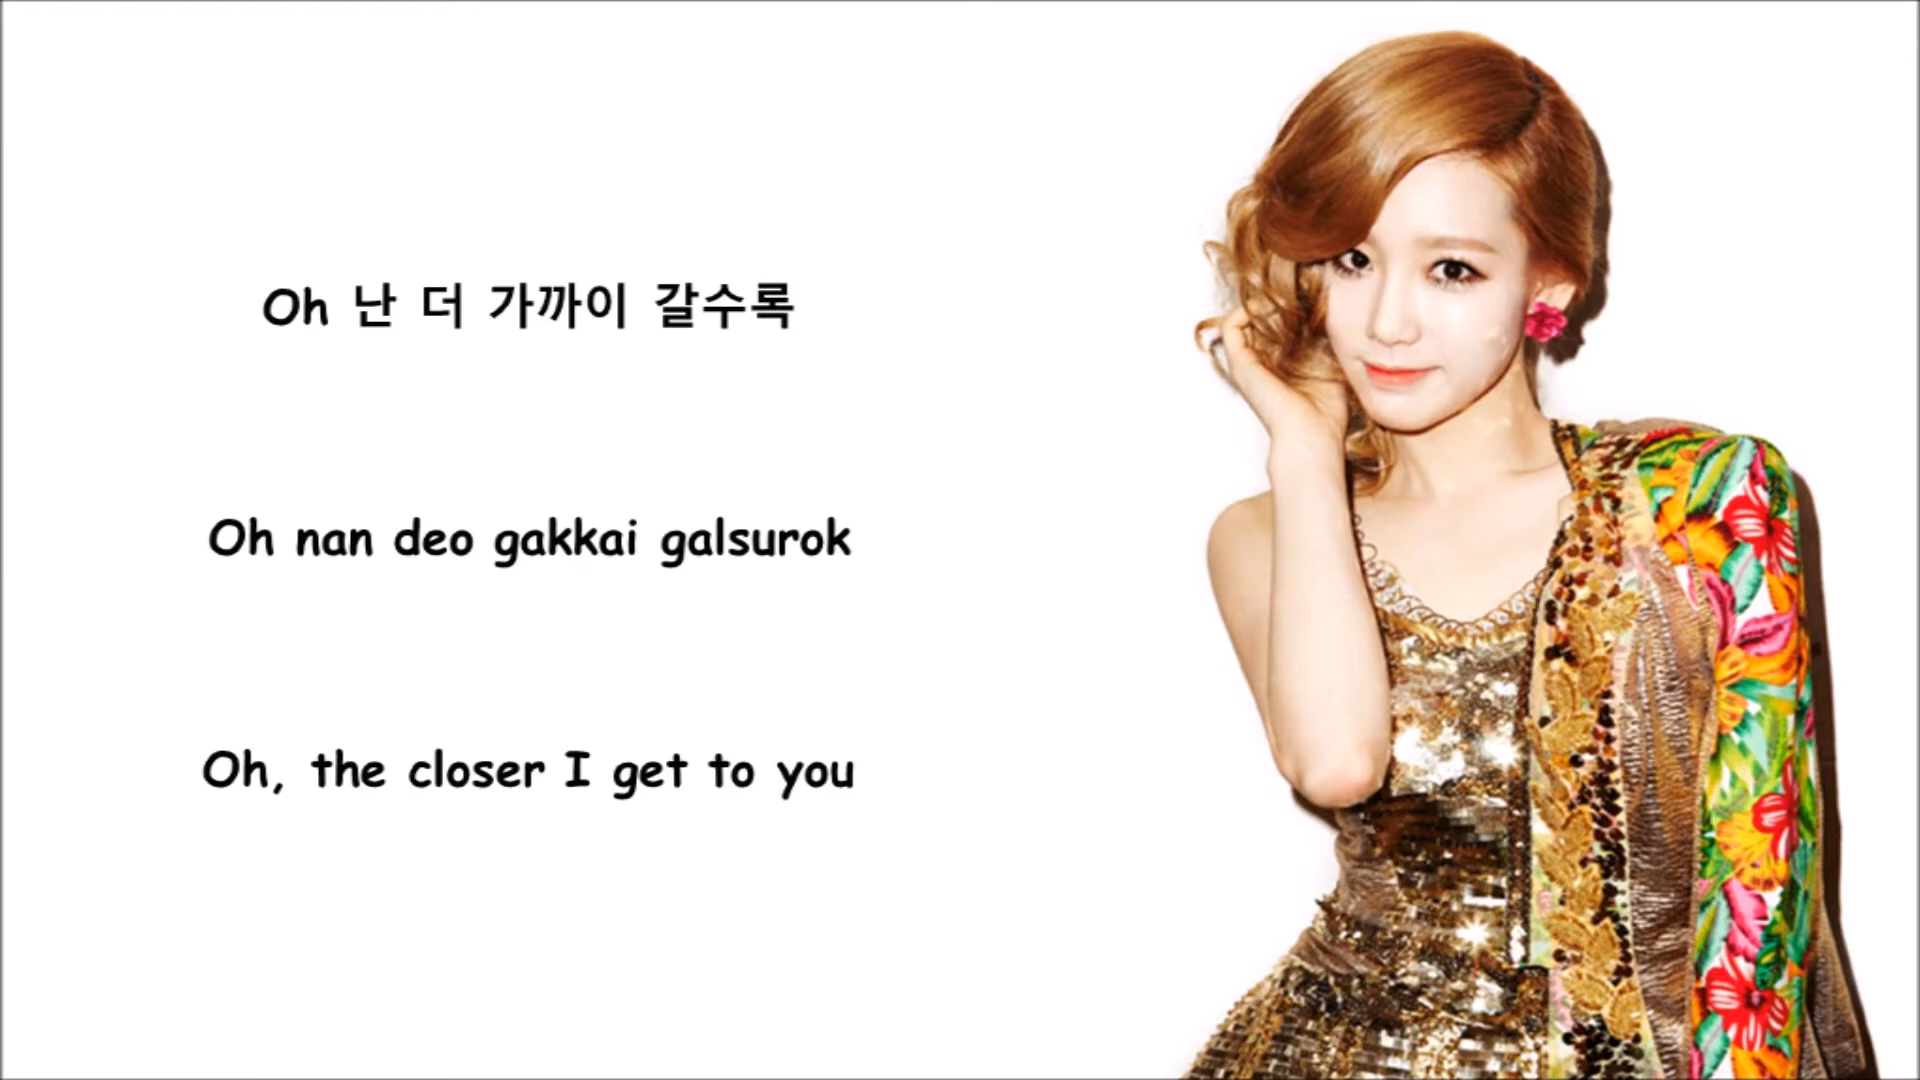 Oh 난 더 가까이 갈수록
Oh nan deo gakkai galsurok
Oh, the closer I get to you